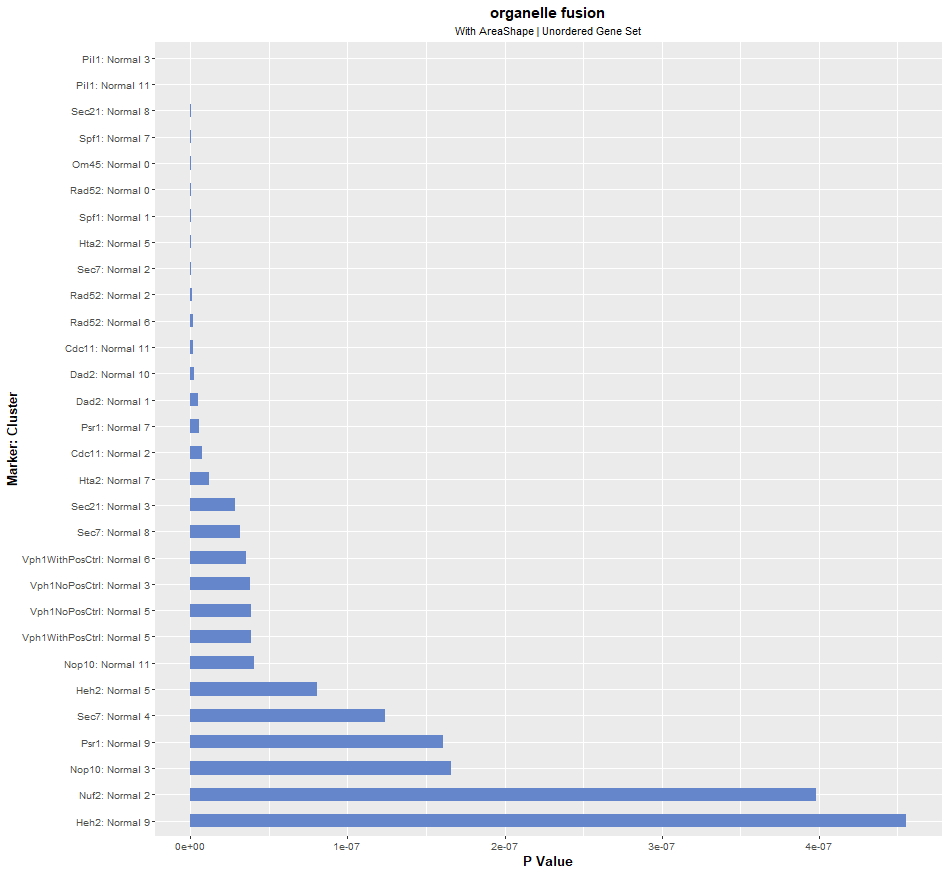 organelle fusion
With AreaShape | Unordered Gene Set
Marker: Cluster
Pil1: Normal 3
Pil1: Normal 11
Sec21: Normal 8
Spf1: Normal 7
Om45: Normal 0
Rad52: Normal 0
Spf1: Normal 1
Hta2: Normal 5
Sec7: Normal 2
Rad52: Normal 2
Rad52: Normal 6
Cdc11: Normal 11
Dad2: Normal 10
Dad2: Normal 1
Psr1: Normal 7
Cdc11: Normal 2
Hta2: Normal 7
Sec21: Normal 3
Sec7: Normal 8
Vph1WithPosCtrl: Normal 6
Vph1NoPosCtrl: Normal 3
Vph1NoPosCtrl: Normal 5
Vph1WithPosCtrl: Normal 5
Nop10: Normal 11
Heh2: Normal 5
Sec7: Normal 4
Psr1: Normal 9
Nop10: Normal 3
Nuf2: Normal 2
Heh2: Normal 9
0e+00 1e-07 2e-07 3e-07 4e-07
P Value